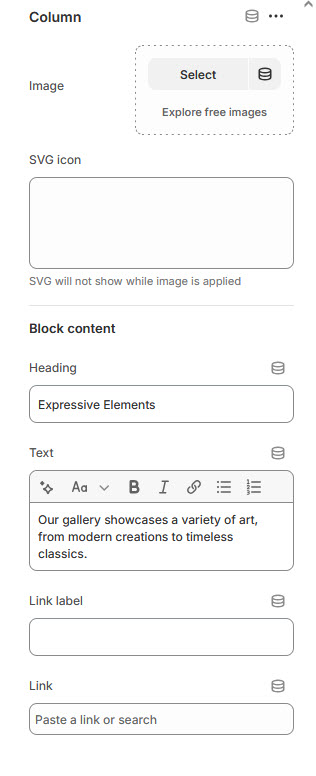 Column
Image
Select
Explore free images
SVG icon
SVG will not show while image is applied
Block content
Heading
Expressive Elements
Text
Aa
B I
Our gallery showcases a variety of art,
from modern creations to timeless
classics.
Link label
Link
Paste a link or search